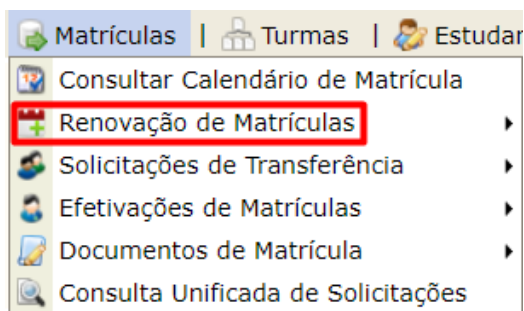 Matrículas | Turmas | Estudar
Consultar Calendário de Matrícula
Renovação de Matrículas
Solicitações de Transferência
Efetivações de Matrículas
Documentos de Matrícula
Consulta Unificada de Solicitações